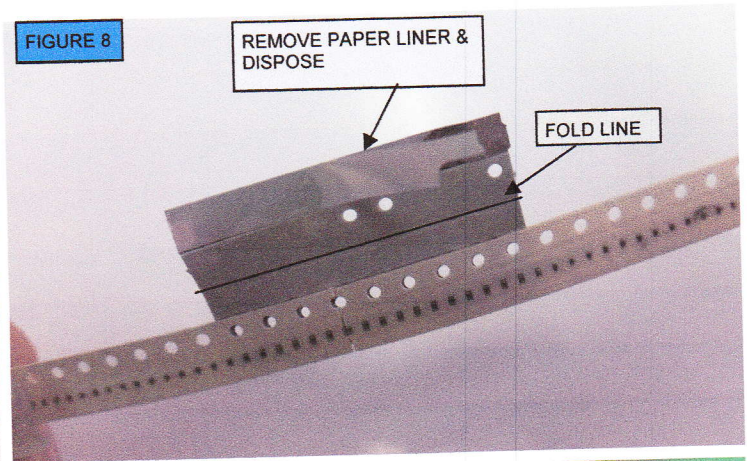 FIGURE 8
REMOVE PAPER LINER &
DISPOSE
FOLD LINE